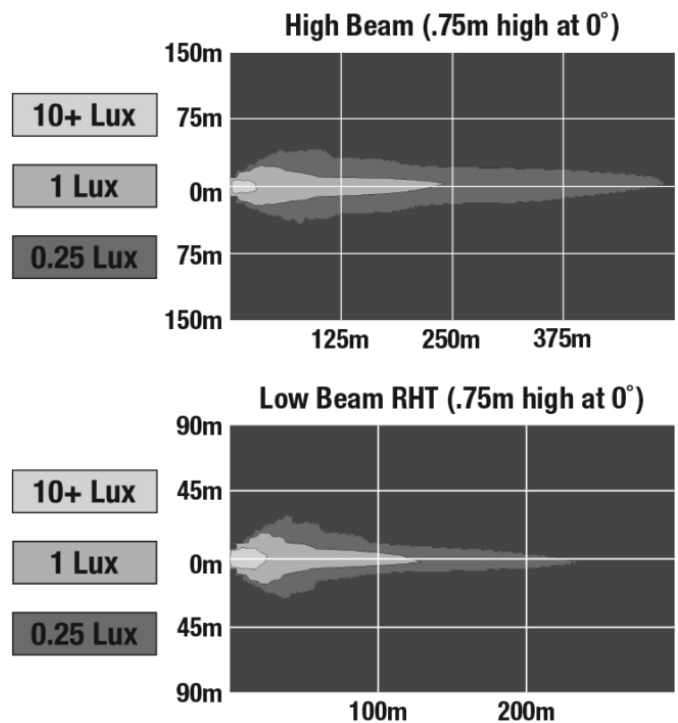 High Beam (.75m high at 0°)
150m
10+ Lux
75m
1 Lux
0m
0.25 Lux
75m
150m
125m 250m 375m
Low Beam RHT (.75m high at 0°)
90m
10+ Lux
45m
1 Lux
0m
0.25 Lux
45m
90m
100m 200m